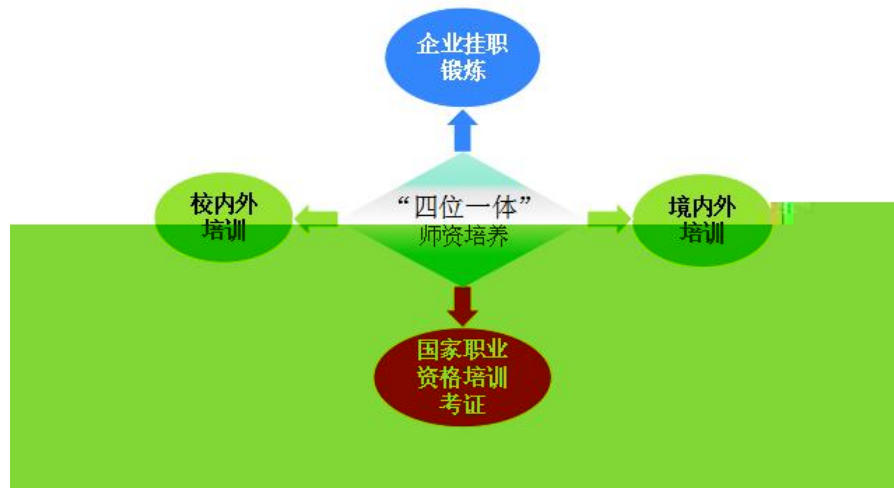 企业挂职
锻炼
校内外
培训
“四位一体”
师资培养
境内外
培训
国家职业
资格培训
考证